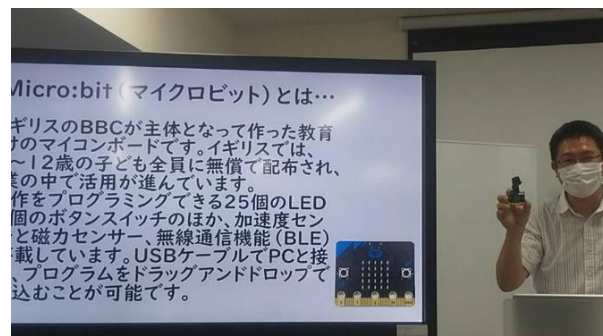 Micro:bit(マイクロビット)とは…
ギリスのBBCが主体となって作った教育
けのマイコンボードです。イギリスでは、
～12歳の子ども全員に無償で配布され、
業の中で活用が進んでいます。
作をプログラミングできる25個のLED
個のボタンスイッチのほか、加速度セン
と磁力センサー、無線通信機能(BLE)
載しています。USBケーブルでPCと接
、プログラムをドラッグアンドドロップで
込むことが可能です。